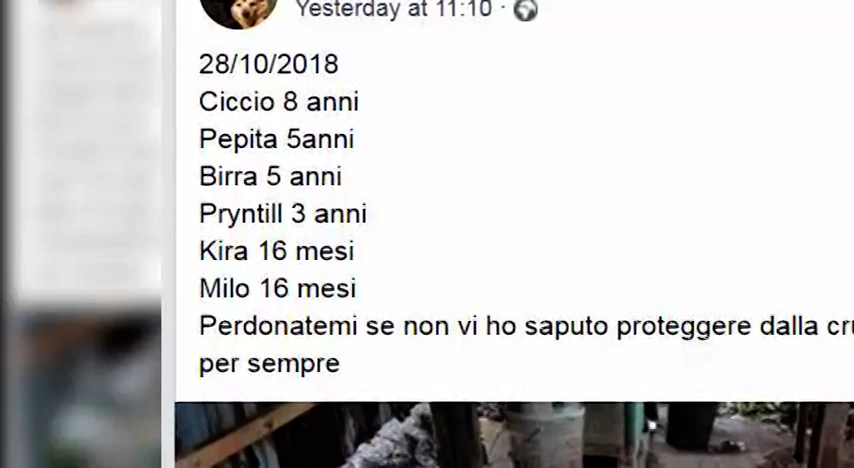 Yesterday at 11:10 ·
28/10/2018
Ciccio 8 anni
Pepita 5anni
Birra 5 anni
Pryntill 3 anni
Kira 16 mesi
Milo 16 mesi
Perdonatemi se non vi ho saputo proteggere dalla
per sempre